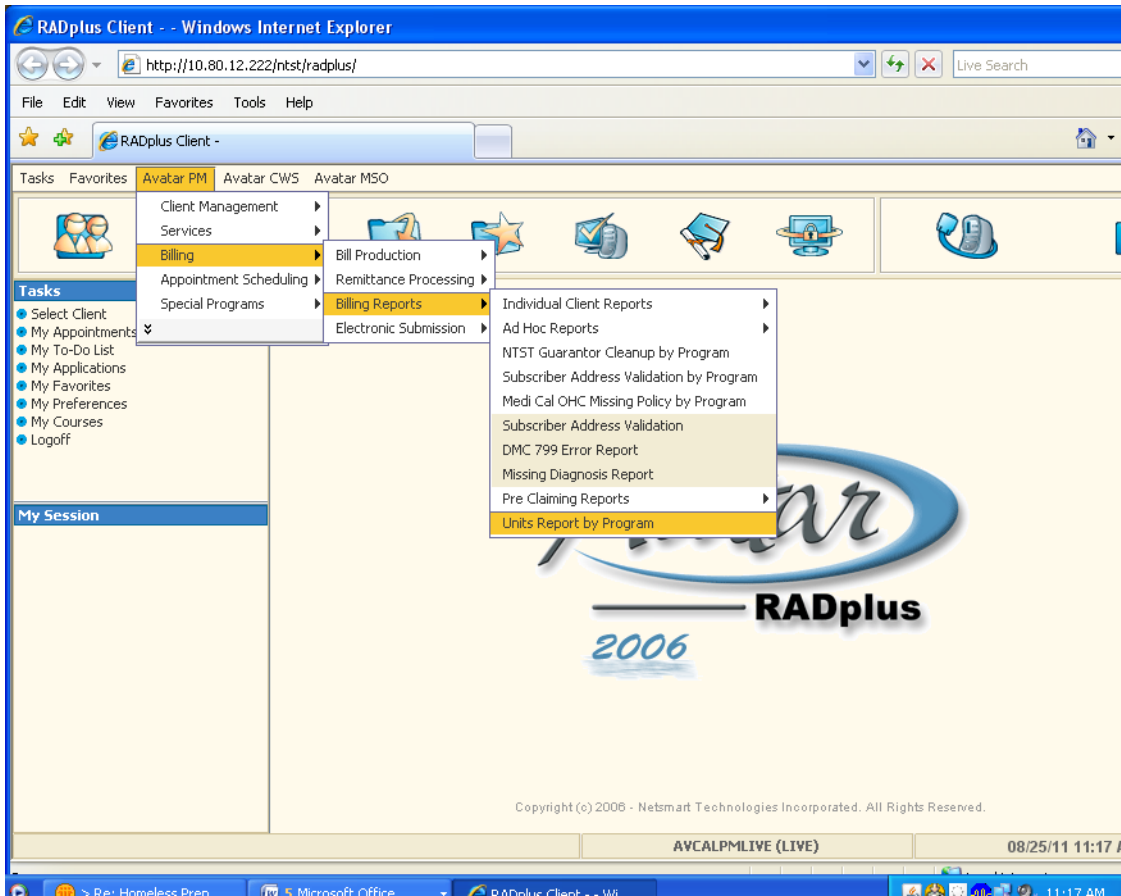 RADplus Client - - Windows Internet Explorer
http://10.80.12.222/ntst/radplus/
Live Search
File Edit View Favorites Tools Help
RADplus Client -
Tasks Favorites Avatar PM Avatar CWS Avatar MSO
Client Management
Services
Billing
Appointment Scheduling
Special Programs
Bill Production
Remittance Processing
Billing Reports
Electronic Submission
Individual Client Reports
Ad Hoc Reports
NTST Guarantor Cleanup by Program
Subscriber Address Validation by Program
Medi Cal OHC Missing Policy by Program
Subscriber Address Validation
DMC 799 Error Report
Missing Diagnosis Report
Pre Claiming Reports
Units Report by Program
Tasks
Select Client
My Appointments
My To-Do List
My Applications
My Favorites
My Preferences
My Courses
Logoff
My Session
RADplus
2006
Copyright (c) 2006 - Netsmart Technologies Incorporated. All Rights Reserved.
AVCALPMLIVE (LIVE)
08/25/11 11:17 A
> Re: Homeless Prep
5 Microsoft Office
RADplus Client - - Wi
11:17 AM